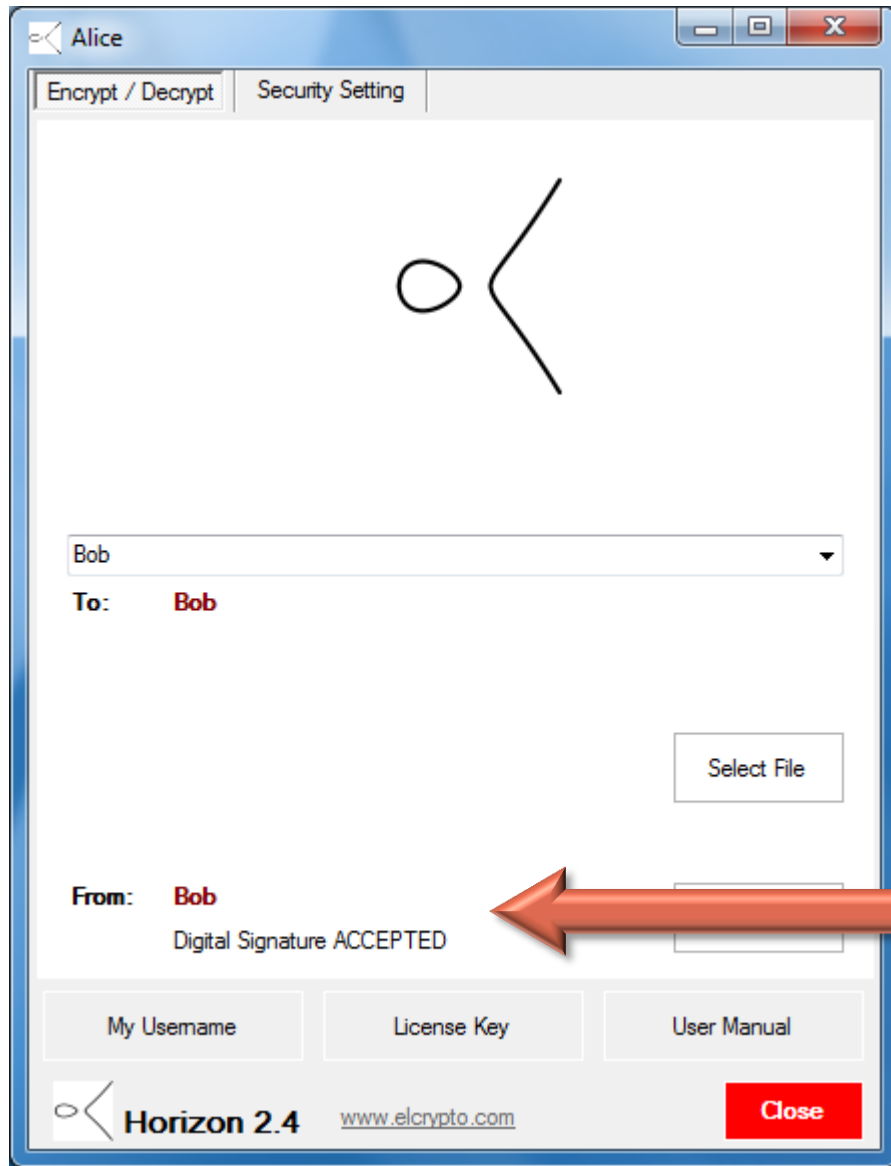 Alice
Encrypt / Decrypt Security Setting
Bob
To: Bob
Select File
From: Bob
Digital Signature ACCEPTED
My Username License Key User Manual
Horizon 2.4 www.elcrypto.com Close